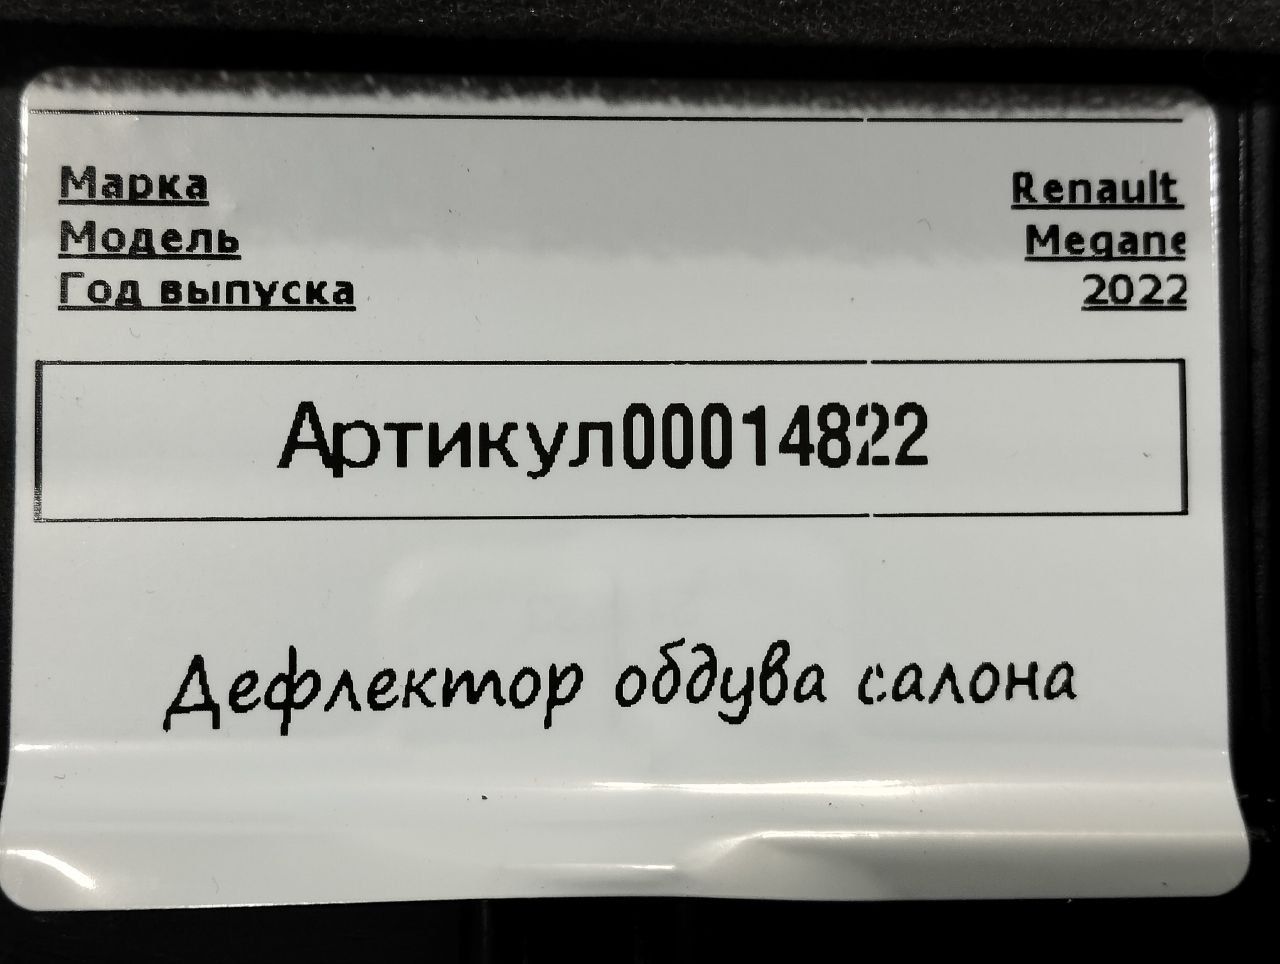 Марка Renault
Модель Megane
Год выпуска 2022
Артикул00014822
Дефлектор обдува салона